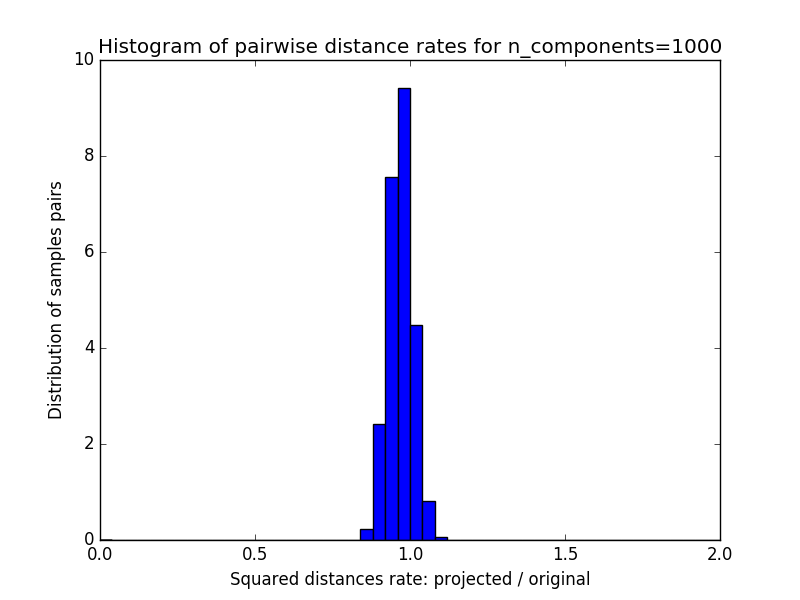 Histogram of pairwise distance rates for n_components=1000
10
8
6
4
2
0
Distribution of samples pairs
0.0 0.5 1.0 1.5 2.0
Squared distances rate: projected / original